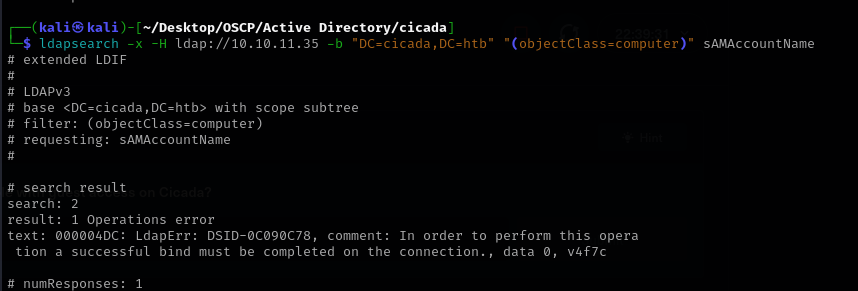 ┌──(kali㉿kali)-[~/Desktop/OSCP/Active Directory/cicada]
└─$ ldapsearch -x -H ldap://10.10.11.35 -b "DC=cicada,DC=htb" "(objectClass=computer)" sAMAccountName
# extended LDIF
#
# LDAPv3
# base <DC=cicada,DC=htb> with scope subtree
# filter: (objectClass=computer)
# requesting: sAMAccountName
#
# search result
search: 2
result: 1 Operations error
text: 000004DC: LdapErr: DSID-0C090C78, comment: In order to perform this opera
 tion a successful bind must be completed on the connection., data 0, v4f7c
# numResponses: 1